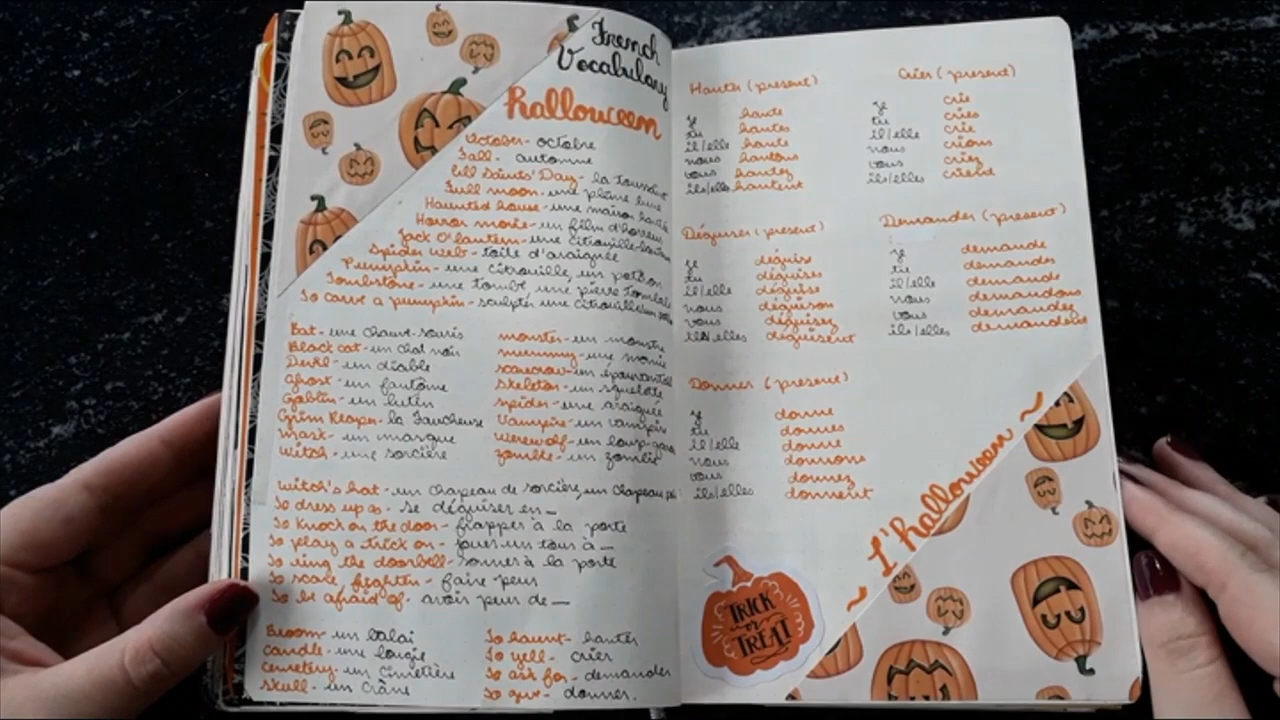 French
Vocabulary
halloween
October - octobre
Fall - automne
All Saints' Day - la Toussaint
Full moon - une pleine lune
Haunted house - une maison hantée
Horror movie - un film d'horreur
Jack O'lantern - une citrouille-
Spider web - toile d'araignée
Pumpkin - une citrouille, un potiron
Tombstone - une tombe une pierre tombale
To carve a pumpkin - sculpter une citrouille/un
Bat - une chauve-souris
Black cat - un chat noir
Devil - un diable
Ghost - un fantôme
Goblin - un lutin
Grim Reaper - la Faucheuse
Mask - un masque
Witch - une sorcière
monster - un monstre
mummy - une momie
scarecrow - un épouvantail
skeleton - un squelette
spider - une araignée
Vampire - un vampire
Werewolf - un loup-garou
zombie - un zombie
Witch's hat - un chapeau de sorcière, un chapeau
To dress up as - se déguiser en _
To knock on the door - frapper à la porte
To play a trick on - jouer un tour à _
To ring the doorbell - sonner à la porte
To scare, frighten - faire peur
To be afraid of - avoir peur de _
Broom - un balai
Candle - une bougie
Cemetery - un cimetière
Skull - un crâne
To haunt - hanter
To yell - crier
To ask for - demander
To give - donner.
Hanter (present)
je hante
tu hantes
il/elle hante
nous hantons
vous hantez
ils/elles hantent
Crier (present)
je crie
tu cries
il/elle crie
nous crions
vous criez
ils/elles crient
Déguiser (present)
je déguise
tu déguises
il/elle déguise
nous déguison
vous déguisez
ils/elles déguisent
Demander (present)
je demande
tu demandes
il/elle demande
nous demandons
vous demandez
ils/elles demandent
Donner (present)
je donne
tu donnes
il/elle donne
nous donnons
vous donnez
ils/elles donnent
~ L'halloween ~
TRICK
or
TREAT